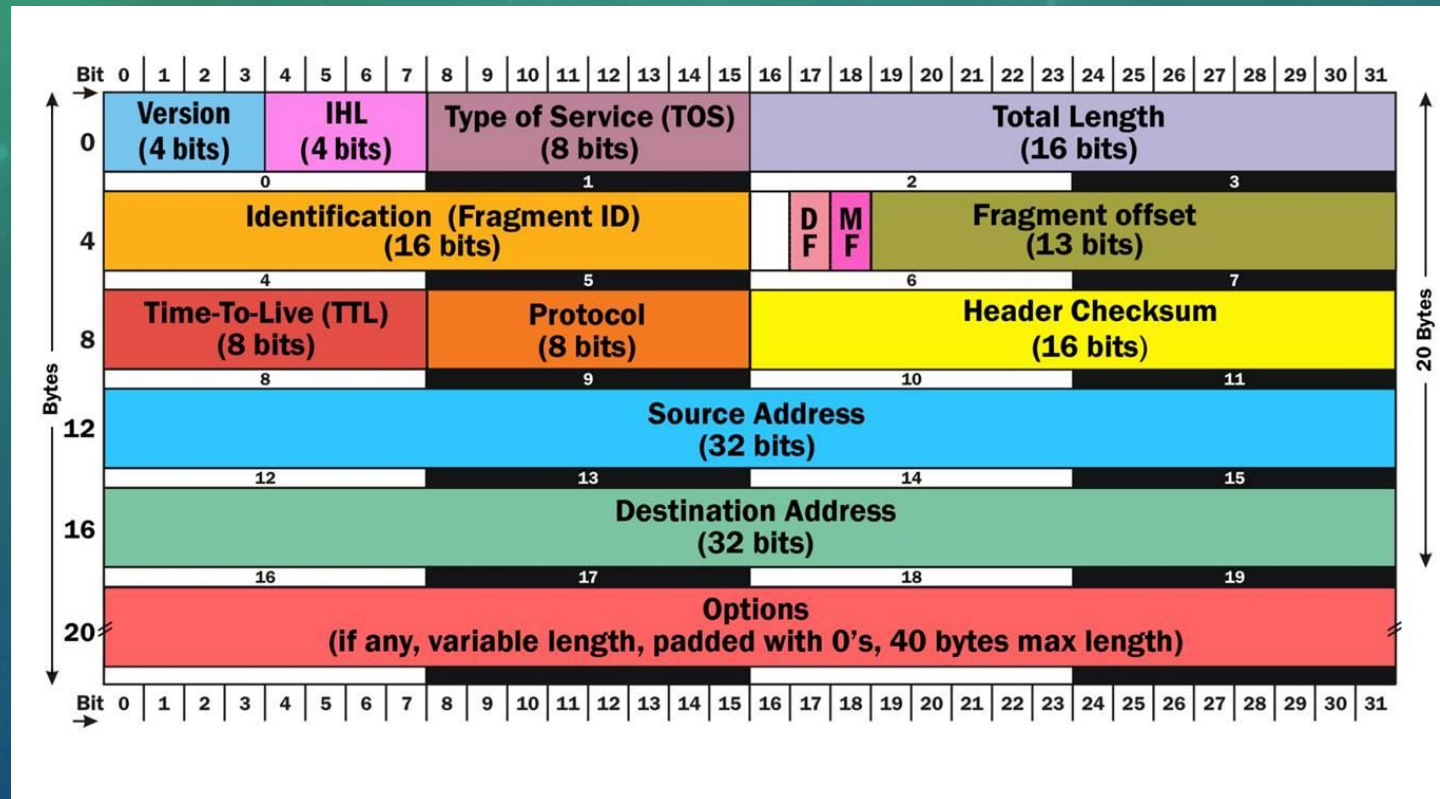 Bit 0 1 2 3 4 5 6 7 8 9 10 11 12 13 14 15 16 17 18 19 20 21 22 23 24 25 26 27 28 29 30 31
Version IHL Type of Service (TOS) Total Length
0 (4 bits) (4 bits) (8 bits) (16 bits)
0 1 2 3
Identification (Fragment ID) D M Fragment offset
4 (16 bits) F F (13 bits)
4 5 6 7
Time-To-Live (TTL) Protocol Header Checksum
8 (8 bits) (8 bits) (16 bits)
8 9 10 11
Source Address
12 (32 bits)
12 13 14 15
Destination Address
16 (32 bits)
16 17 18 19
Options
20 (if any, variable length, padded with 0's, 40 bytes max length)
Bit 0 1 2 3 4 5 6 7 8 9 10 11 12 13 14 15 16 17 18 19 20 21 22 23 24 25 26 27 28 29 30 31
Bytes
20 Bytes